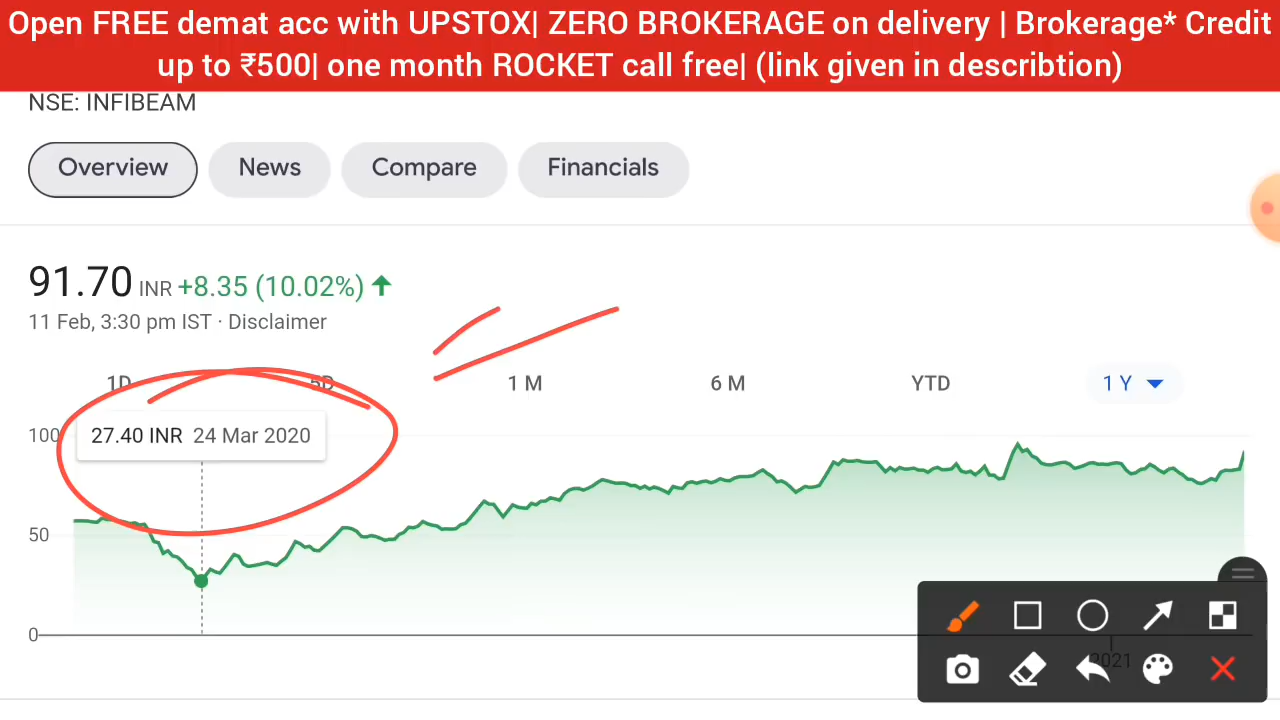 Open FREE demat acc with UPSTOX| ZERO BROKERAGE on delivery | Brokerage* Credit
up to ₹500| one month ROCKET call free| (link given in describtion)
NSE: INFIBEAM
Overview News Compare Financials
91.70 INR +8.35 (10.02%)
11 Feb, 3:30 pm IST · Disclaimer
1D 5D 1 M 6 M YTD 1 Y
100
27.40 INR 24 Mar 2020
50
0
2021